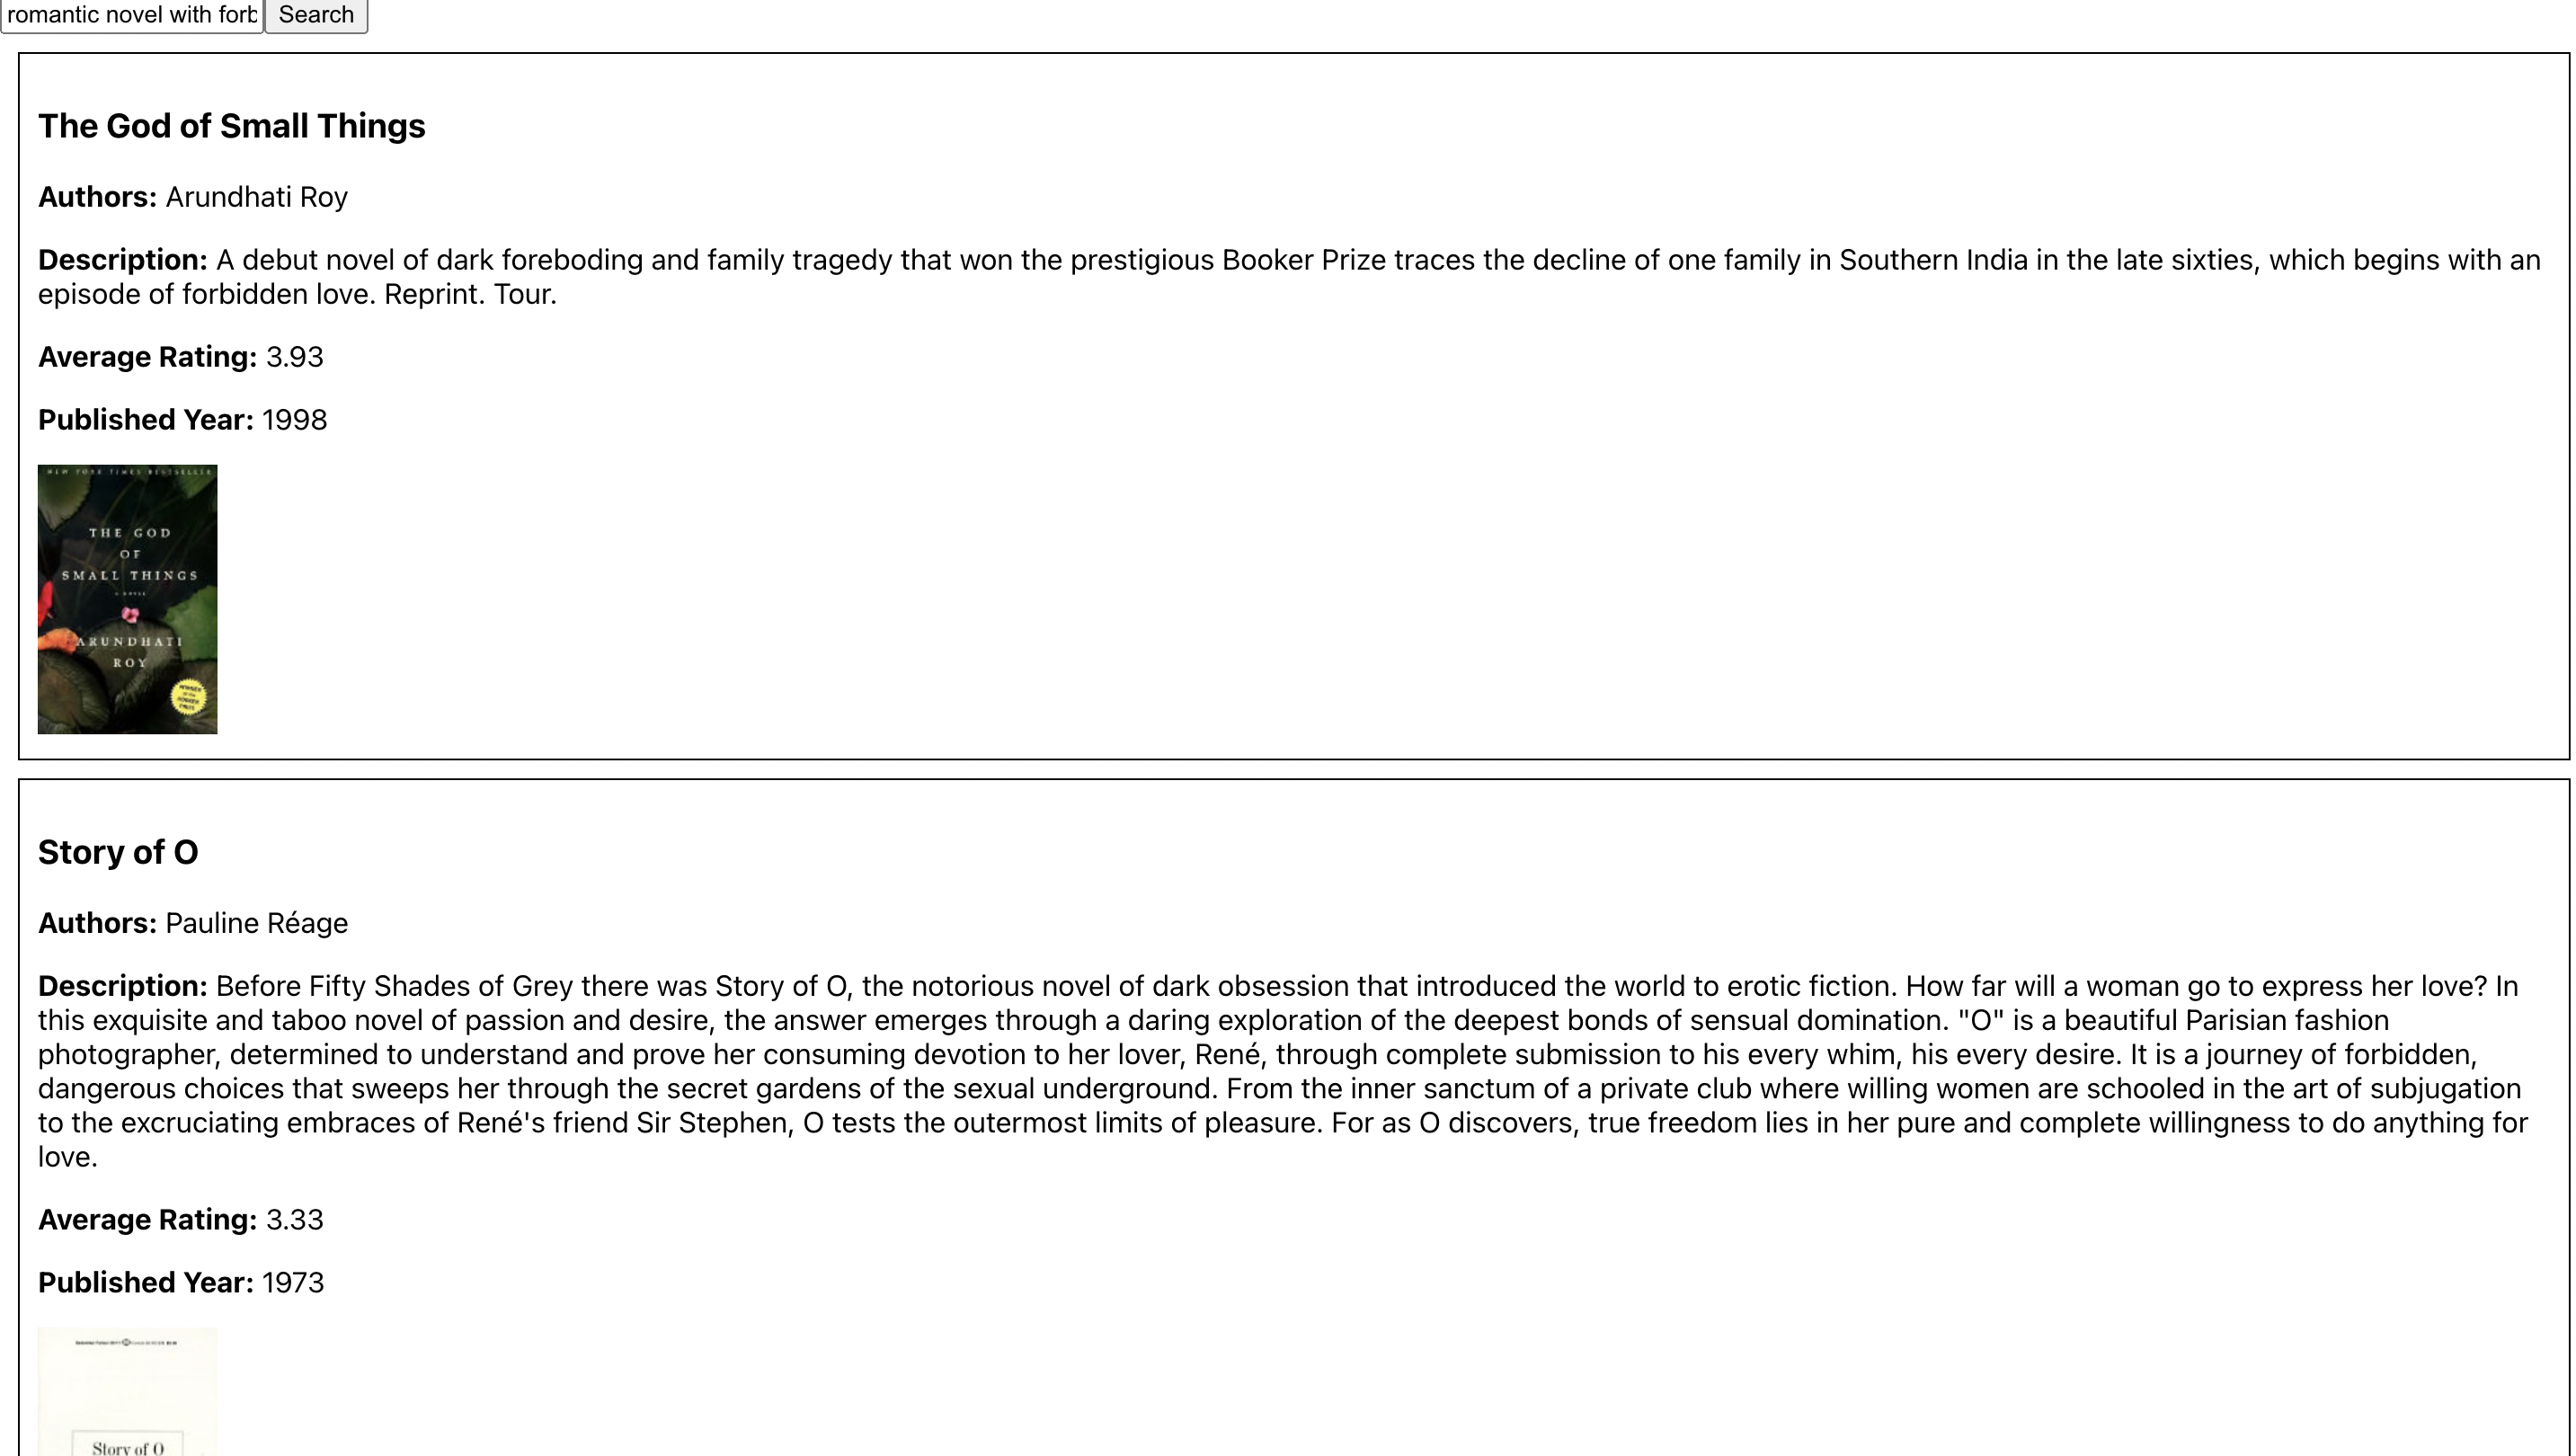 romantic novel with forb
Search
The God of Small Things
Authors: Arundhati Roy
Description: A debut novel of dark foreboding and family tragedy that won the prestigious Booker Prize traces the decline of one family in Southern India in the late sixties, which begins with an
episode of forbidden love. Reprint. Tour.
Average Rating: 3.93
Published Year: 1998
NEW YORK TIMES BESTSELLER
THE GOD
OF
SMALL THINGS
A NOVEL
ARUNDHATI
ROY
Story of O
Authors: Pauline Réage
Description: Before Fifty Shades of Grey there was Story of O, the notorious novel of dark obsession that introduced the world to erotic fiction. How far will a woman go to express her love? In
this exquisite and taboo novel of passion and desire, the answer emerges through a daring exploration of the deepest bonds of sensual domination. "O" is a beautiful Parisian fashion
photographer, determined to understand and prove her consuming devotion to her lover, René, through complete submission to his every whim, his every desire. It is a journey of forbidden,
dangerous choices that sweeps her through the secret gardens of the sexual underground. From the inner sanctum of a private club where willing women are schooled in the art of subjugation
to the excruciating embraces of René's friend Sir Stephen, O tests the outermost limits of pleasure. For as O discovers, true freedom lies in her pure and complete willingness to do anything for
love.
Average Rating: 3.33
Published Year: 1973
Story of O